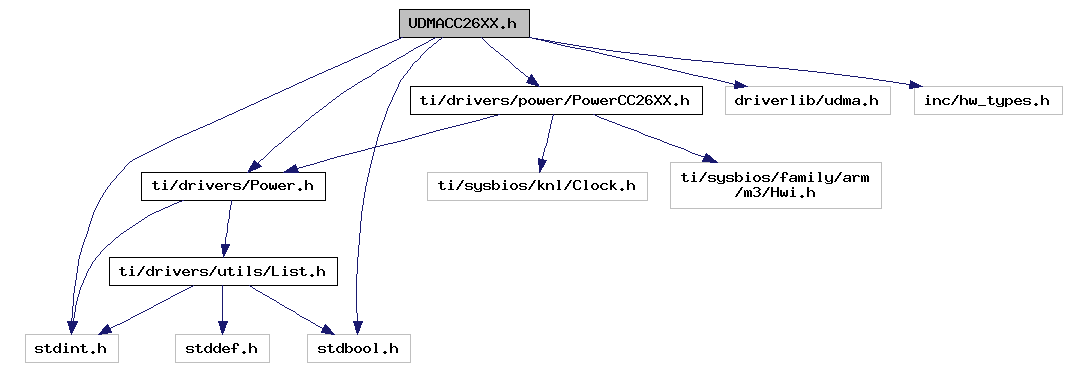 UDMACC26XX.h
ti/drivers/power/PowerCC26XX.h
driverlib/udma.h
inc/hw_types.h
ti/drivers/Power.h
ti/sysbios/knl/Clock.h
ti/sysbios/family/arm
/m3/Hwi.h
ti/drivers/utils/List.h
stdint.h
stddef.h
stdbool.h